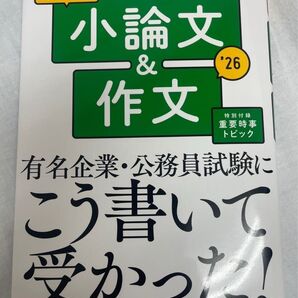 小論文
&
'26
作文
特別付録
重要時事
トピック
有名企業・公務員試験に
こう書いて
受かった!